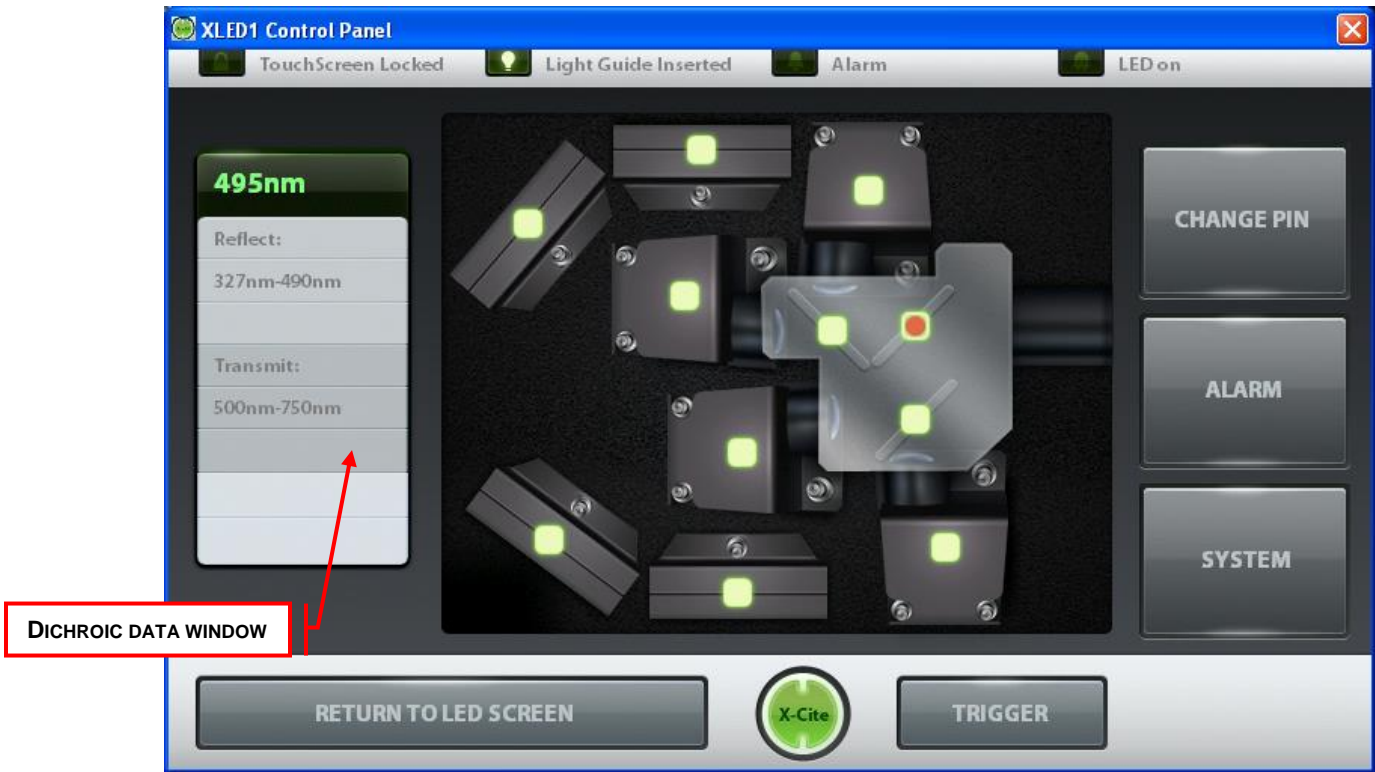 XLED1 Control Panel
TouchScreen Locked
Light Guide Inserted
Alarm
LED on
495nm
Reflect:
327nm-490nm
Transmit:
500nm-750nm
CHANGE PIN
ALARM
SYSTEM
DICHROIC DATA WINDOW
RETURN TO LED SCREEN
X-Cite
TRIGGER